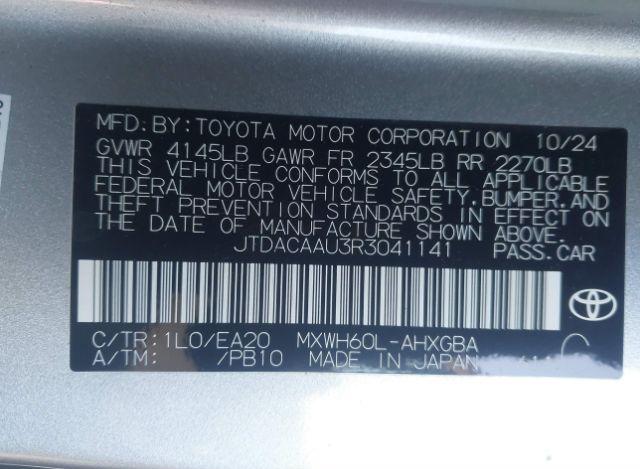 MFD.BY:TOYOTA MOTOR CORPORATION 10/24
GVWR 4145LB GAWR FR 2345LB RR 2270LB
THIS VEHICLE CONFORMS TO ALL APPLICABLE
FEDERAL MOTOR VEHICLE SAFETY.BUMPER.AND
THEFT PREVENTION STANDARDS IN EFFECT ON
THE DATE OF MANUFACTURE SHOWN ABOVE.
JTDACAAU3R3041141 PASS.CAR
C/TR:1L0/EA20 MXWH60L-AHXGBA
A/TM: /PB10 MADE IN JAPAN